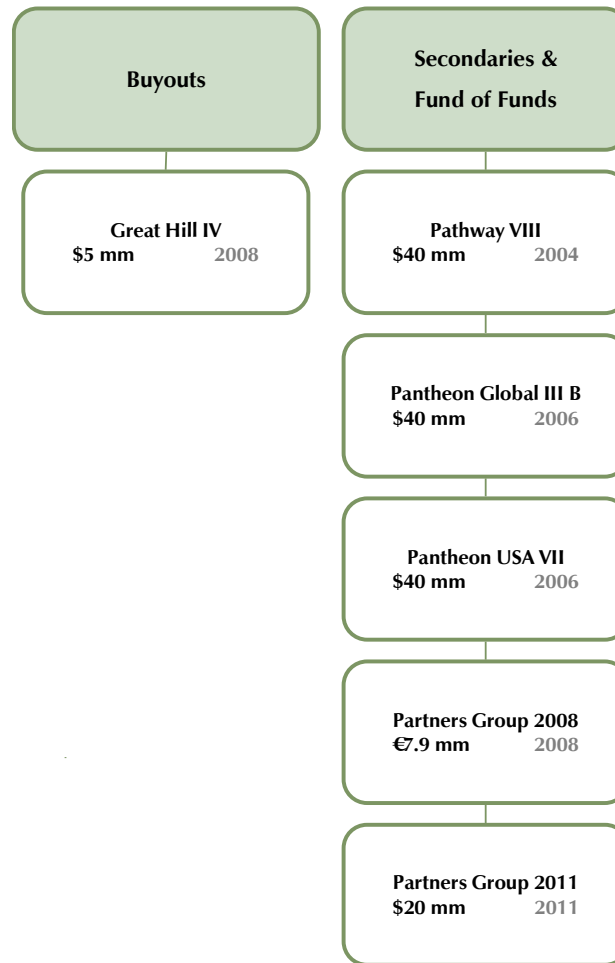 Buyouts
Great Hill IV
$5 mm 2008
Secondaries &
Fund of Funds
Pathway VIII
$40 mm 2004
Pantheon Global III B
$40 mm 2006
Pantheon USA VII
$40 mm 2006
Partners Group 2008
€7.9 mm 2008
Partners Group 2011
$20 mm 2011